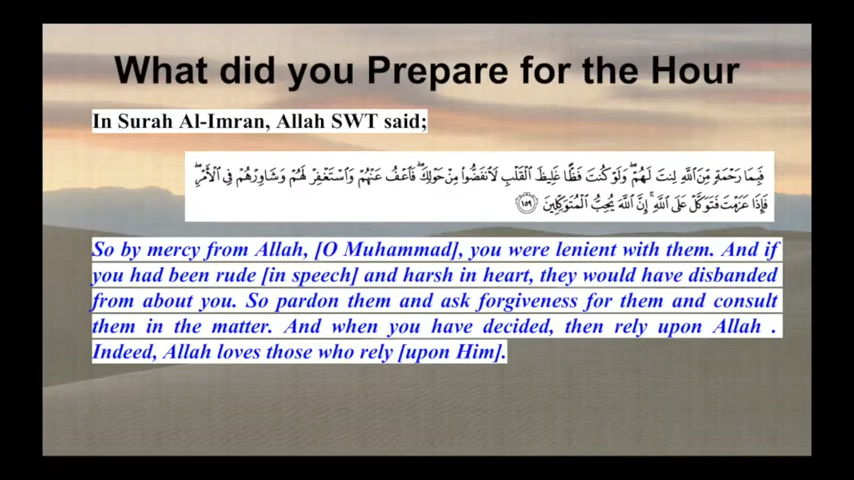 What did you Prepare for the Hour
In Surah Al-Imran, Allah SWT said;
فَبِمَا رَحْمَةٍ مِّنَ اللَّهِ لِنتَ لَهُمْ ۖ وَلَوْ كُنتَ فَظًّا غَلِيظَ الْقَلْبِ لَانفَضُّوا مِنْ حَوْلِكَ ۖ فَاعْفُ عَنْهُمْ وَاسْتَغْفِرْ لَهُمْ وَشَاوِرْهُمْ فِي الْأَمْرِ ۖ
فَإِذَا عَزَمْتَ فَتَوَكَّلْ عَلَى اللَّهِ ۚ إِنَّ اللَّهَ يُحِبُّ الْمُتَوَكِّلِينَ ﴿١٥٩﴾
So by mercy from Allah, [O Muhammad], you were lenient with them. And if
you had been rude [in speech] and harsh in heart, they would have disbanded
from about you. So pardon them and ask forgiveness for them and consult
them in the matter. And when you have decided, then rely upon Allah .
Indeed, Allah loves those who rely [upon Him].